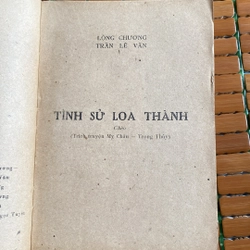 LỘNG CHƯƠNG
TRẦN LÊ VĂN
TÌNH SỬ LOA THÀNH
Chèo
(Trích truyện Mỵ Châu — Trọng Thủy)